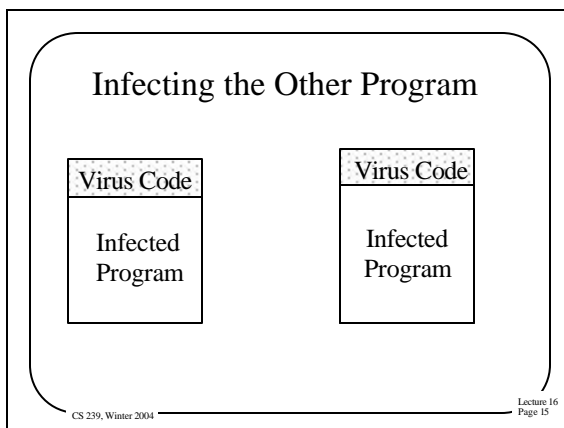 Infecting the Other Program
Virus Code
Infected
Program
Virus Code
Infected
Program
CS 239, Winter 2004
Lecture 16
Page 15